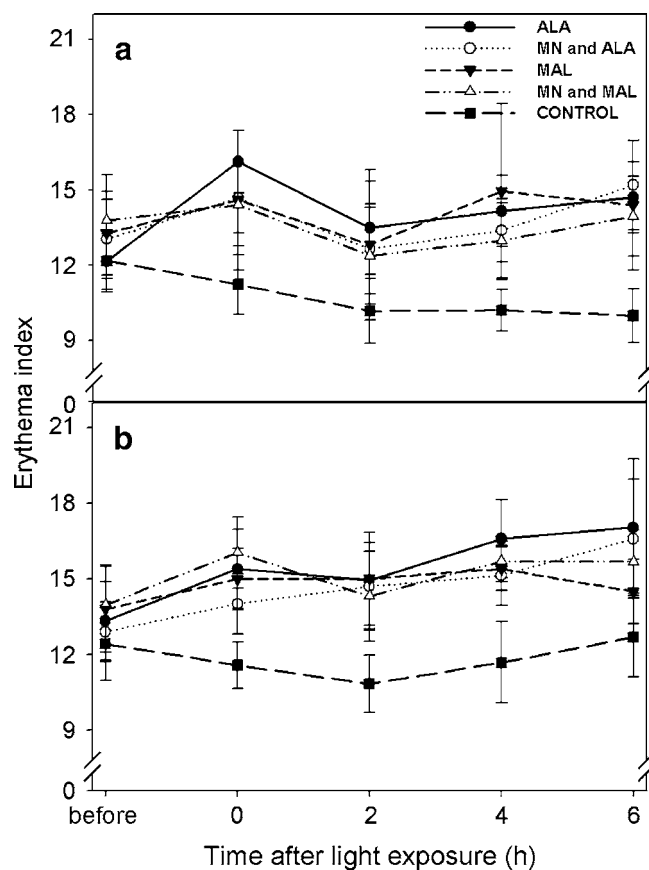 a
21
18
15
12
9
0
ALA
MN and ALA
MAL
MN and MAL
CONTROL
Erythema index
b
21
18
15
12
9
0
before
0
2
4
6
Time after light exposure (h)